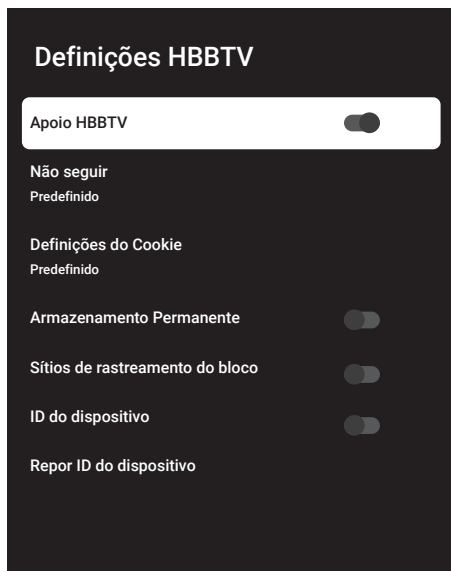 Definições HBBTV
Apoio HBBTV
Não seguir
Predefinido
Definições do Cookie
Predefinido
Armazenamento Permanente
Sítios de rastreamento do bloco
ID do dispositivo
Repor ID do dispositivo